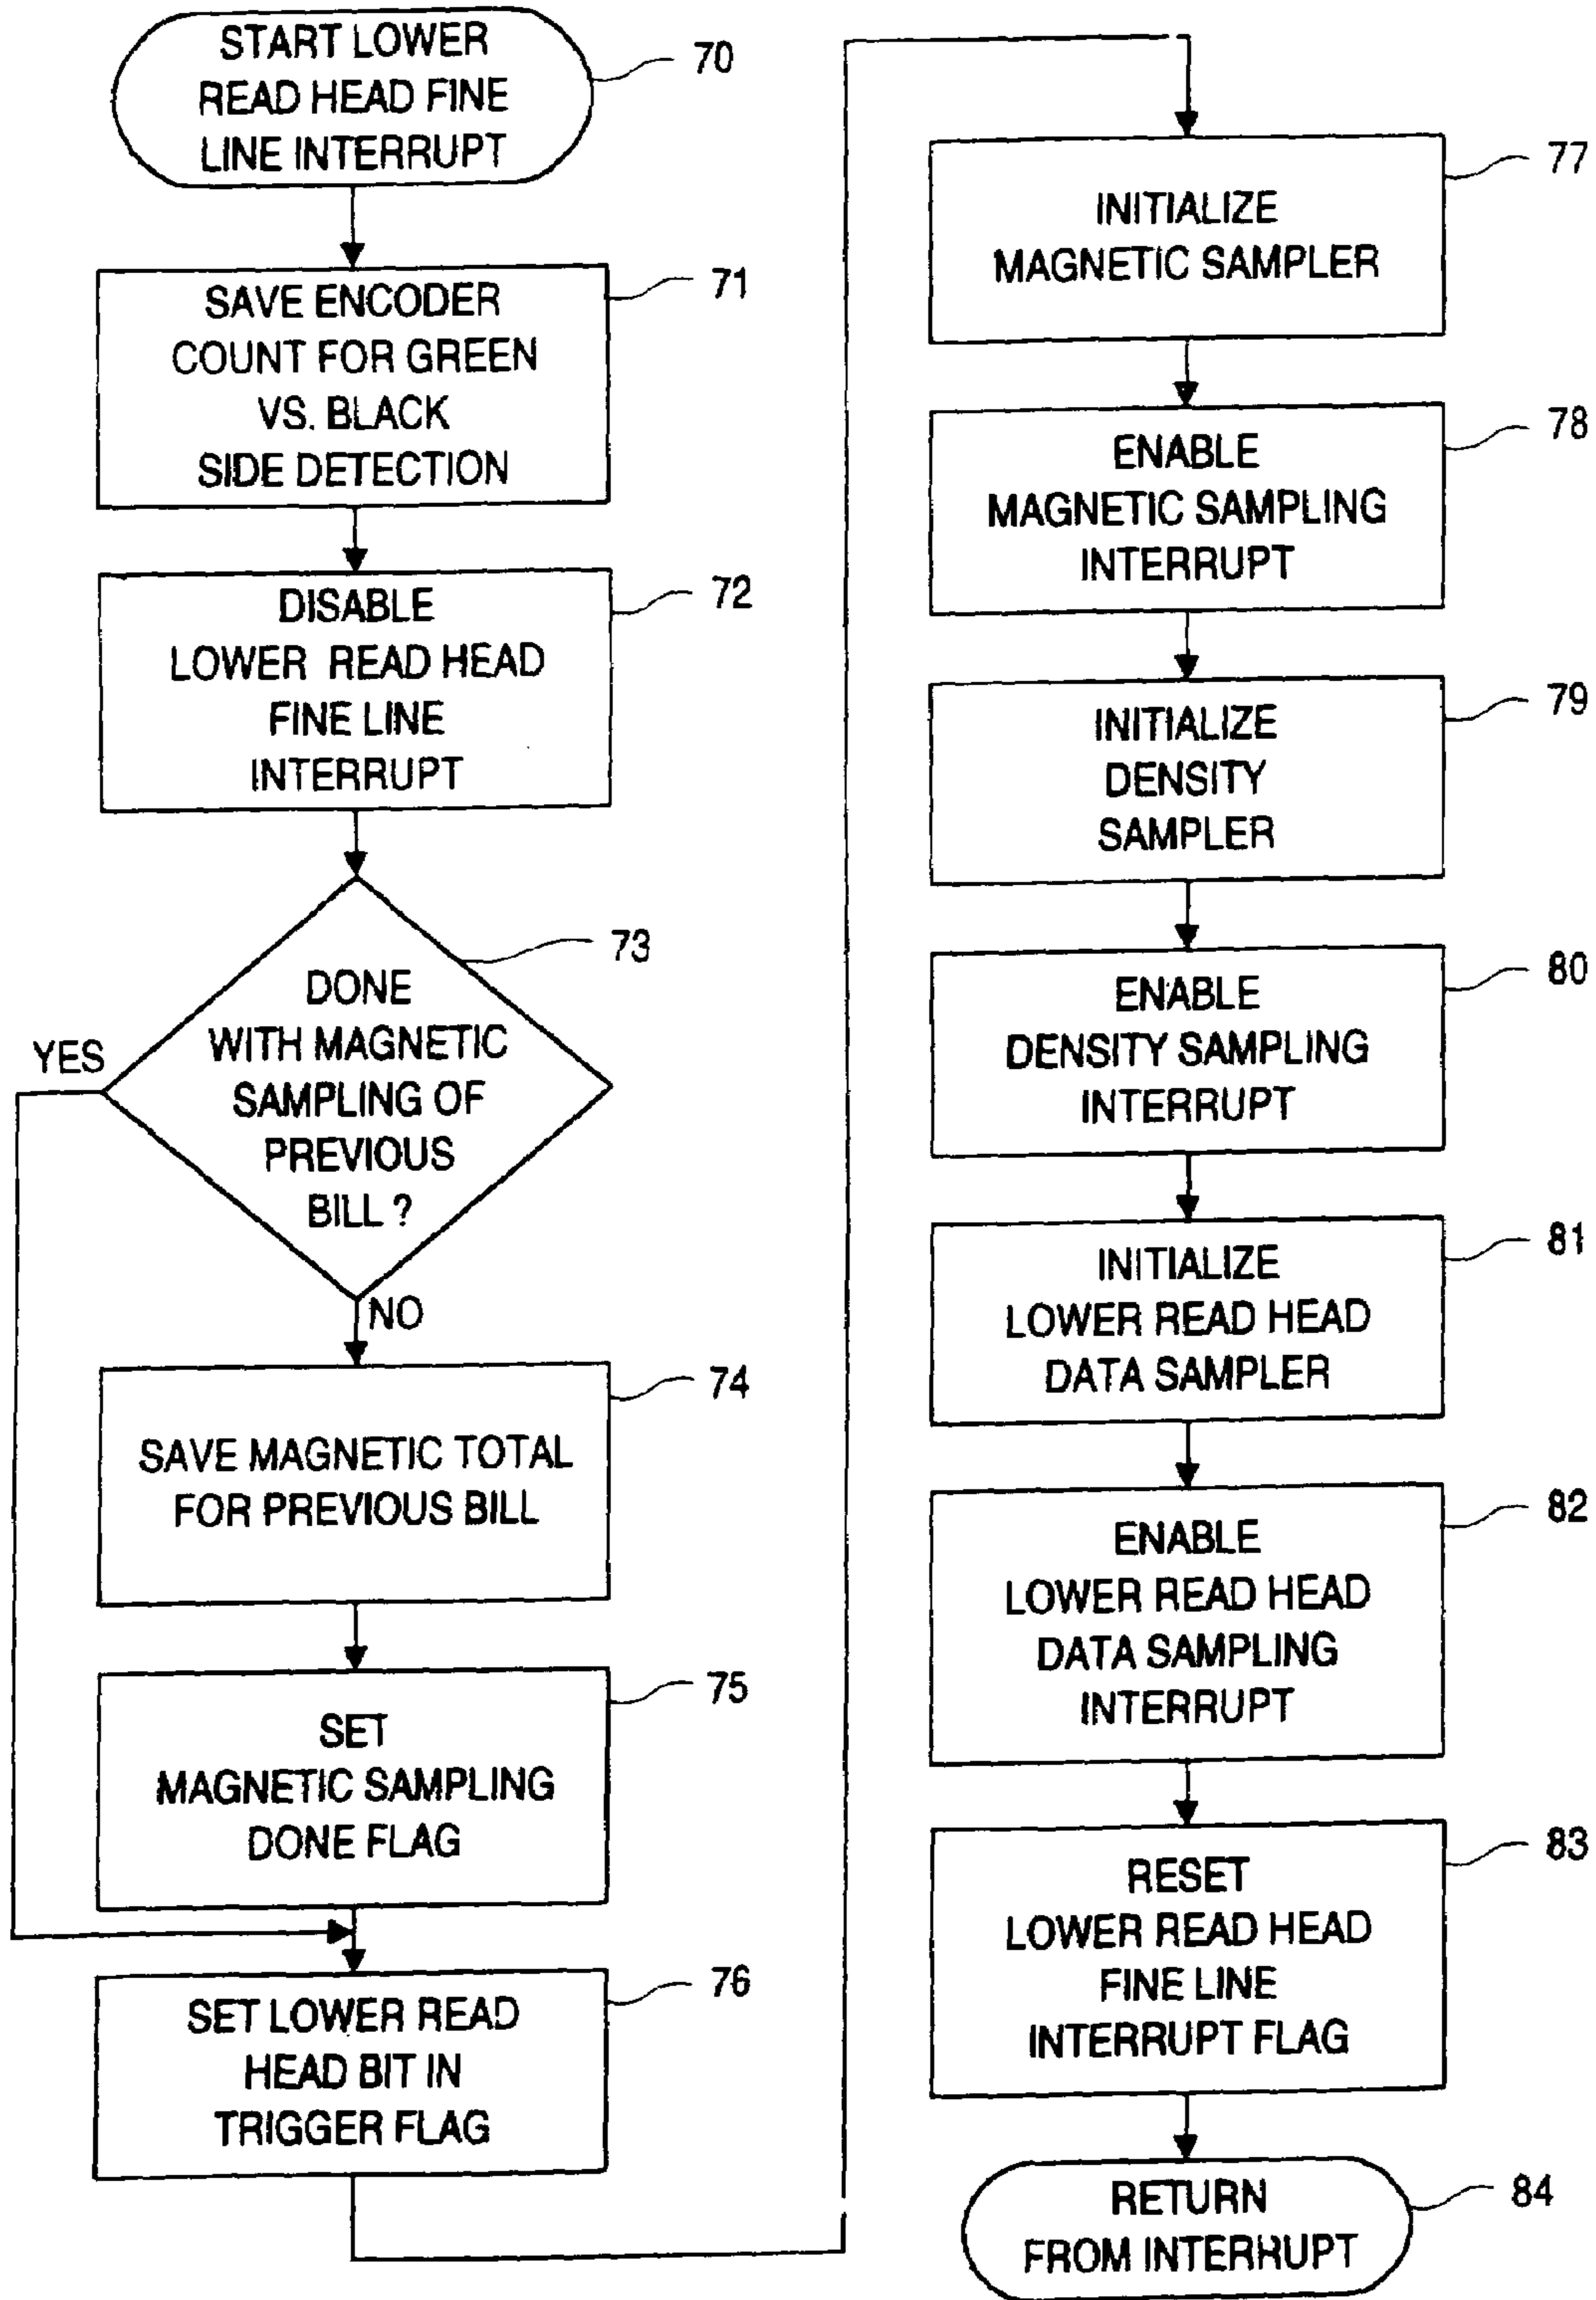 START LOWER
READ HEAD FINE
LINE INTERRUPT
70
SAVE ENCODER
COUNT FOR GREEN
VS. BLACK
SIDE DETECTION
71
DISABLE
LOWER READ HEAD
FINE LINE
INTERRUPT
72
DONE
WITH MAGNETIC
SAMPLING OF
PREVIOUS
BILL ?
73
YES
NO
SAVE MAGNETIC TOTAL
FOR PREVIOUS BILL
74
SET
MAGNETIC SAMPLING
DONE FLAG
75
SET LOWER READ
HEAD BIT IN
TRIGGER FLAG
76
INITIALIZE
MAGNETIC SAMPLER
77
ENABLE
MAGNETIC SAMPLING
INTERRUPT
78
INITIALIZE
DENSITY
SAMPLER
79
ENABLE
DENSITY SAMPLING
INTERRUPT
80
INITIALIZE
LOWER READ HEAD
DATA SAMPLER
81
ENABLE
LOWER READ HEAD
DATA SAMPLING
INTERRUPT
82
RESET
LOWER READ HEAD
FINE LINE
INTERRUPT FLAG
83
RETURN
FROM INTERRUPT
84